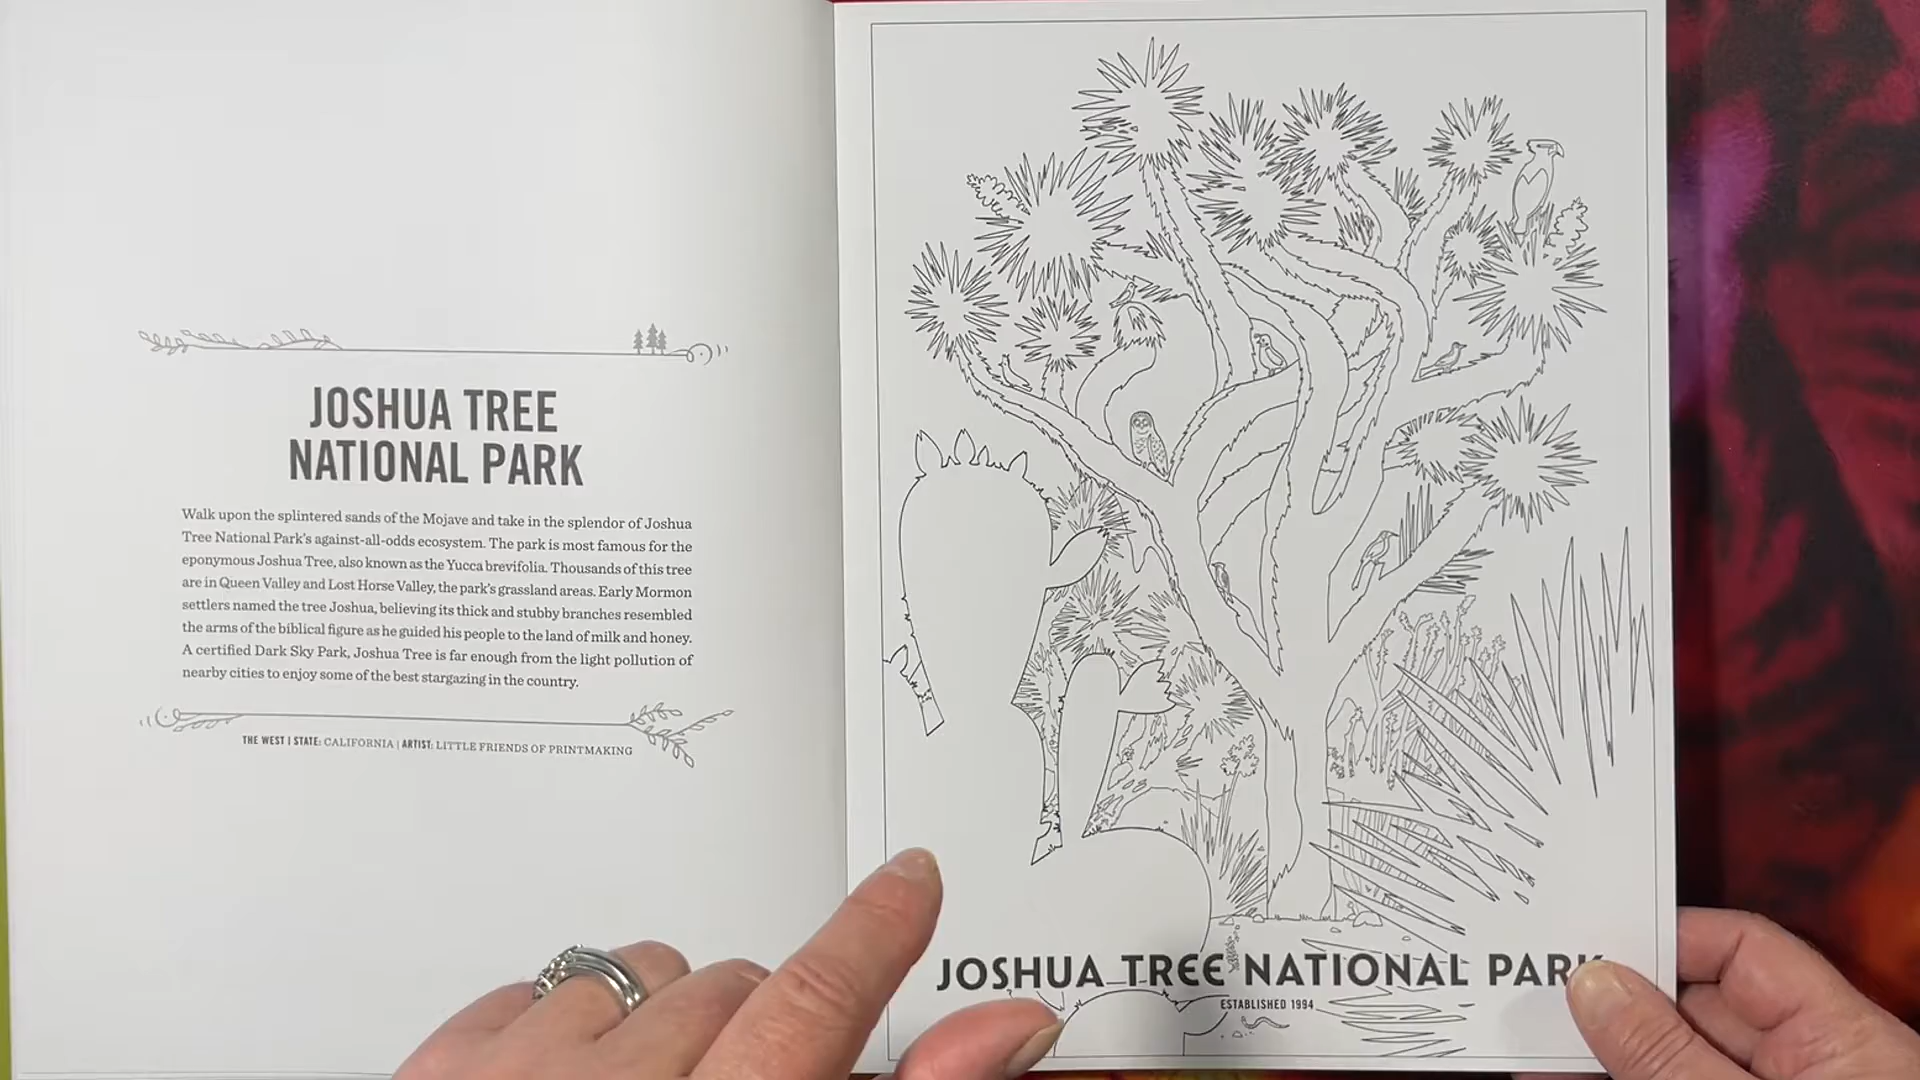 JOSHUA TREE
NATIONAL PARK
Walk upon the splintered sands of the Mojave and take in the splendor of Joshua
Tree National Park's against-all-odds ecosystem. The park is most famous for the
eponymous Joshua Tree, also known as the Yucca brevifolia. Thousands of this tree
are in Queen Valley and Lost Horse Valley, the park's grassland areas. Early Mormon
settlers named the tree Joshua, believing its thick and stubby branches resembled
the arms of the biblical figure as he guided his people to the land of milk and honey.
A certified Dark Sky Park, Joshua Tree is far enough from the light pollution of
nearby cities to enjoy some of the best stargazing in the country.
THE WEST | STATE: CALIFORNIA | ARTIST: LITTLE FRIENDS OF PRINTMAKING
JOSHUA TREE NATIONAL PARK
ESTABLISHED 1994